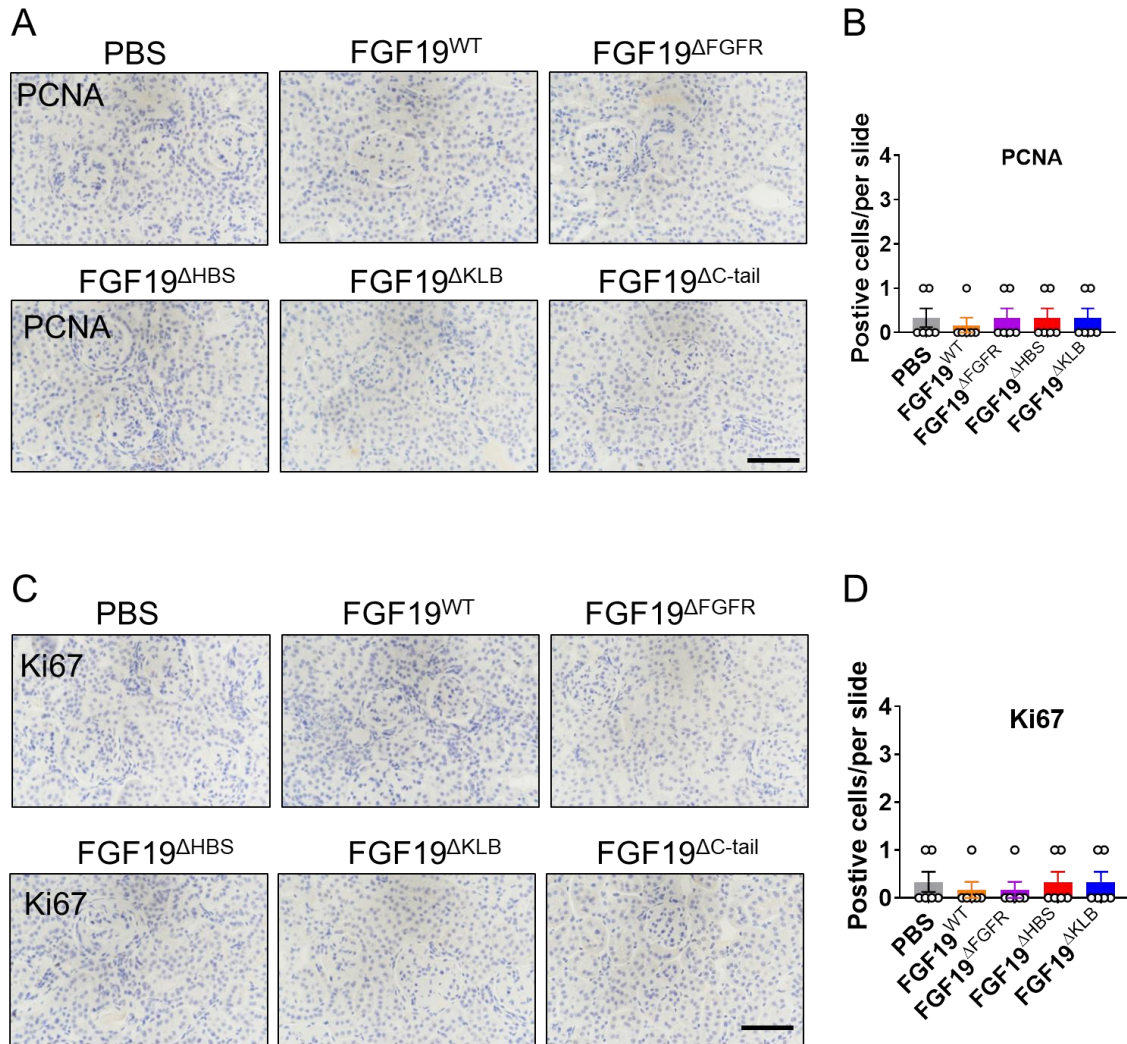 A
PBS
FGF19ᵂᵀ
FGF19ΔFGFR
PCNA
FGF19ΔHBS
FGF19ΔKLB
FGF19ΔC-tail
PCNA
B
PCNA
Postive cells/per slide
4
3
2
1
0
PBS
FGF19WT
FGF19ΔFGFR
FGF19ΔHBS
FGF19ΔKLB
C
PBS
FGF19WT
FGF19ΔFGFR
Ki67
FGF19ΔHBS
FGF19ΔKLB
FGF19ΔC-tail
Ki67
D
Ki67
Postive cells/per slide
4
3
2
1
0
PBS
FGF19WT
FGF19ΔFGFR
FGF19ΔHBS
FGF19ΔKLB